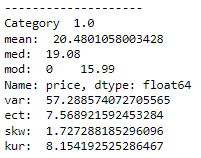 --------------------
Category  1.0
mean:  20.4801058003428
med:  19.08
mod:  0    15.99
Name: price, dtype: float64
var:  57.288574072705565
ect:  7.568921592453284
skw:  1.727288185296096
kur:  8.154192525286467